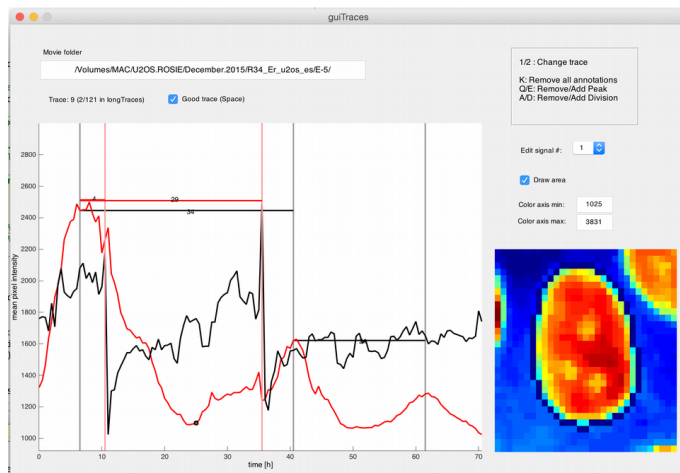 guiTraces
Movie folder
/Volumes/MAC/U2OS.ROSIE/December.2015/R34_Er_u2os_es/E-5/
Trace: 9 (2/121 in longTraces)
Good trace (Space)
1/2 : Change trace
K: Remove all annotations
Q/E: Remove/Add Peak
A/D: Remove/Add Division
Edit signal #:
1
Draw area
Color axis min:
1025
Color axis max:
3831
mean pixel intensity
2800
2600
2400
2200
2000
1800
1600
1400
1200
1000
4
29
34
0
10
20
30
40
50
60
70
time [h]